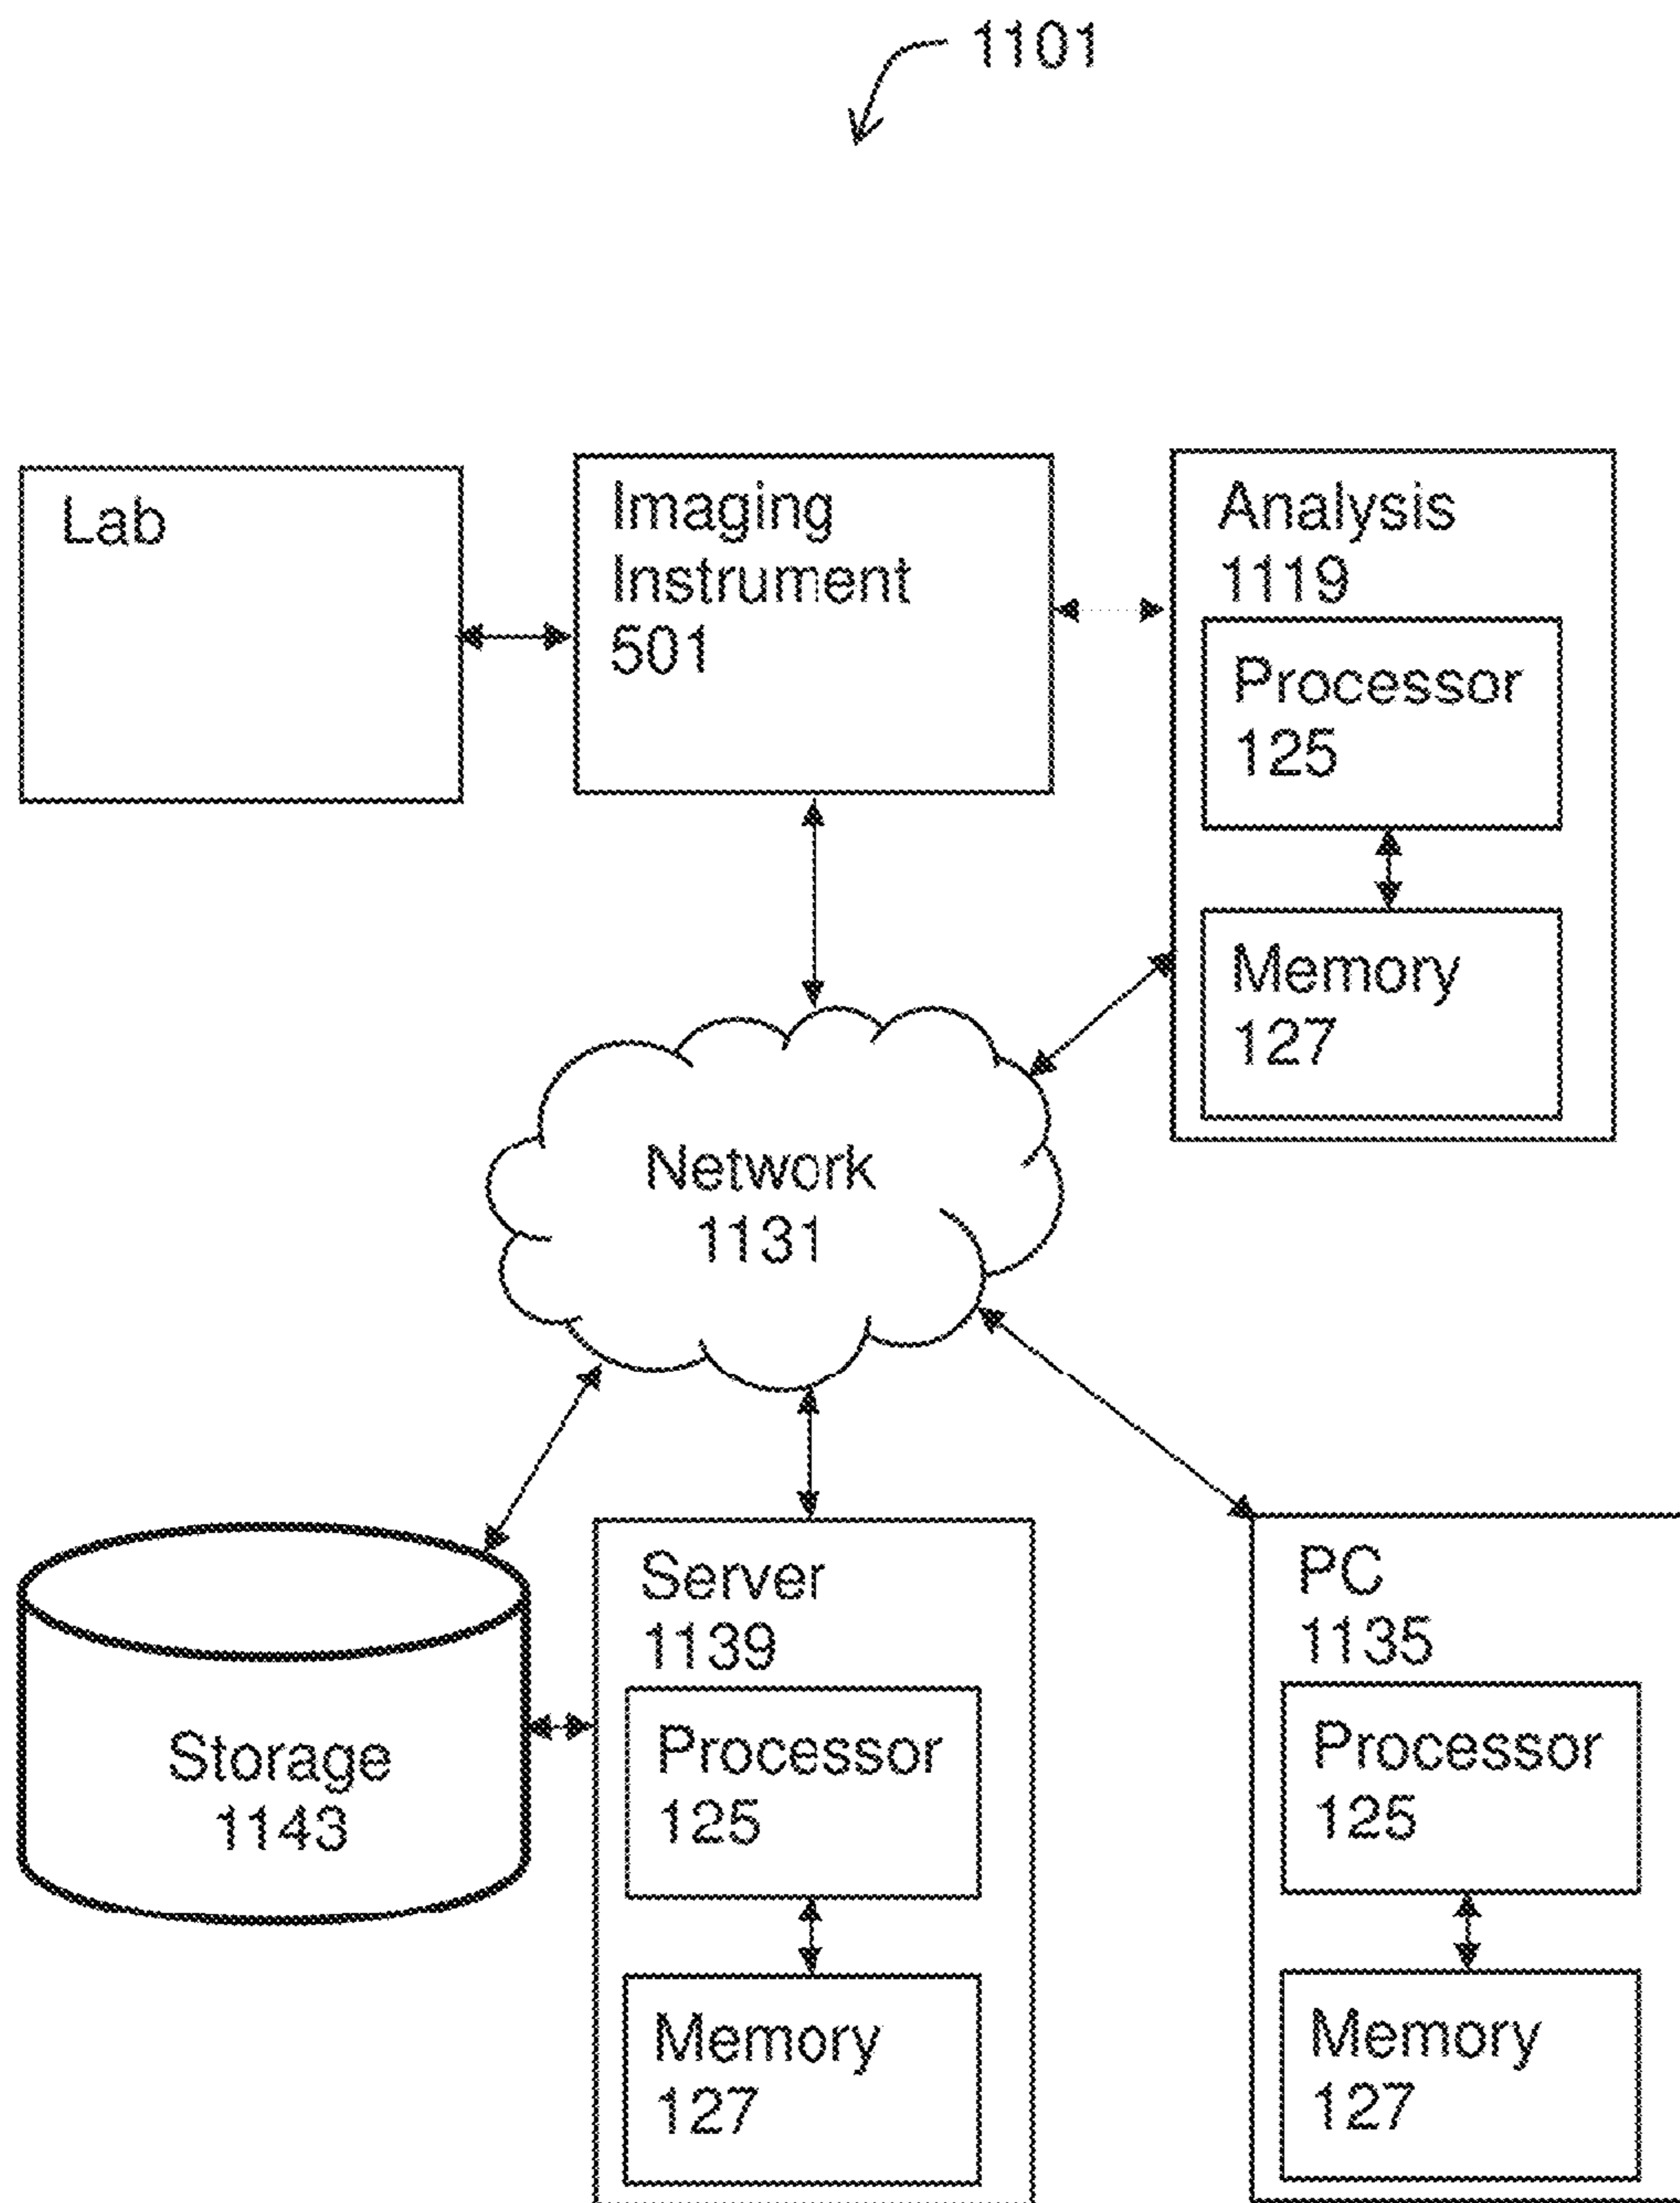 1101
Lab
Imaging
Instrument
501
Analysis
1119
Processor
125
Memory
127
Network
1131
Storage
1143
Server
1139
Processor
125
Memory
127
PC
1135
Processor
125
Memory
127